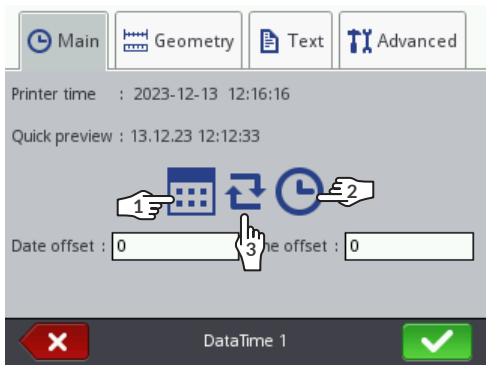 Main Geometry Text Advanced
Printer time : 2023-12-13 12:16:16
Quick preview : 13.12.23 12:12:33
1 2
3
Date offset : 0 me offset : 0
DataTime 1